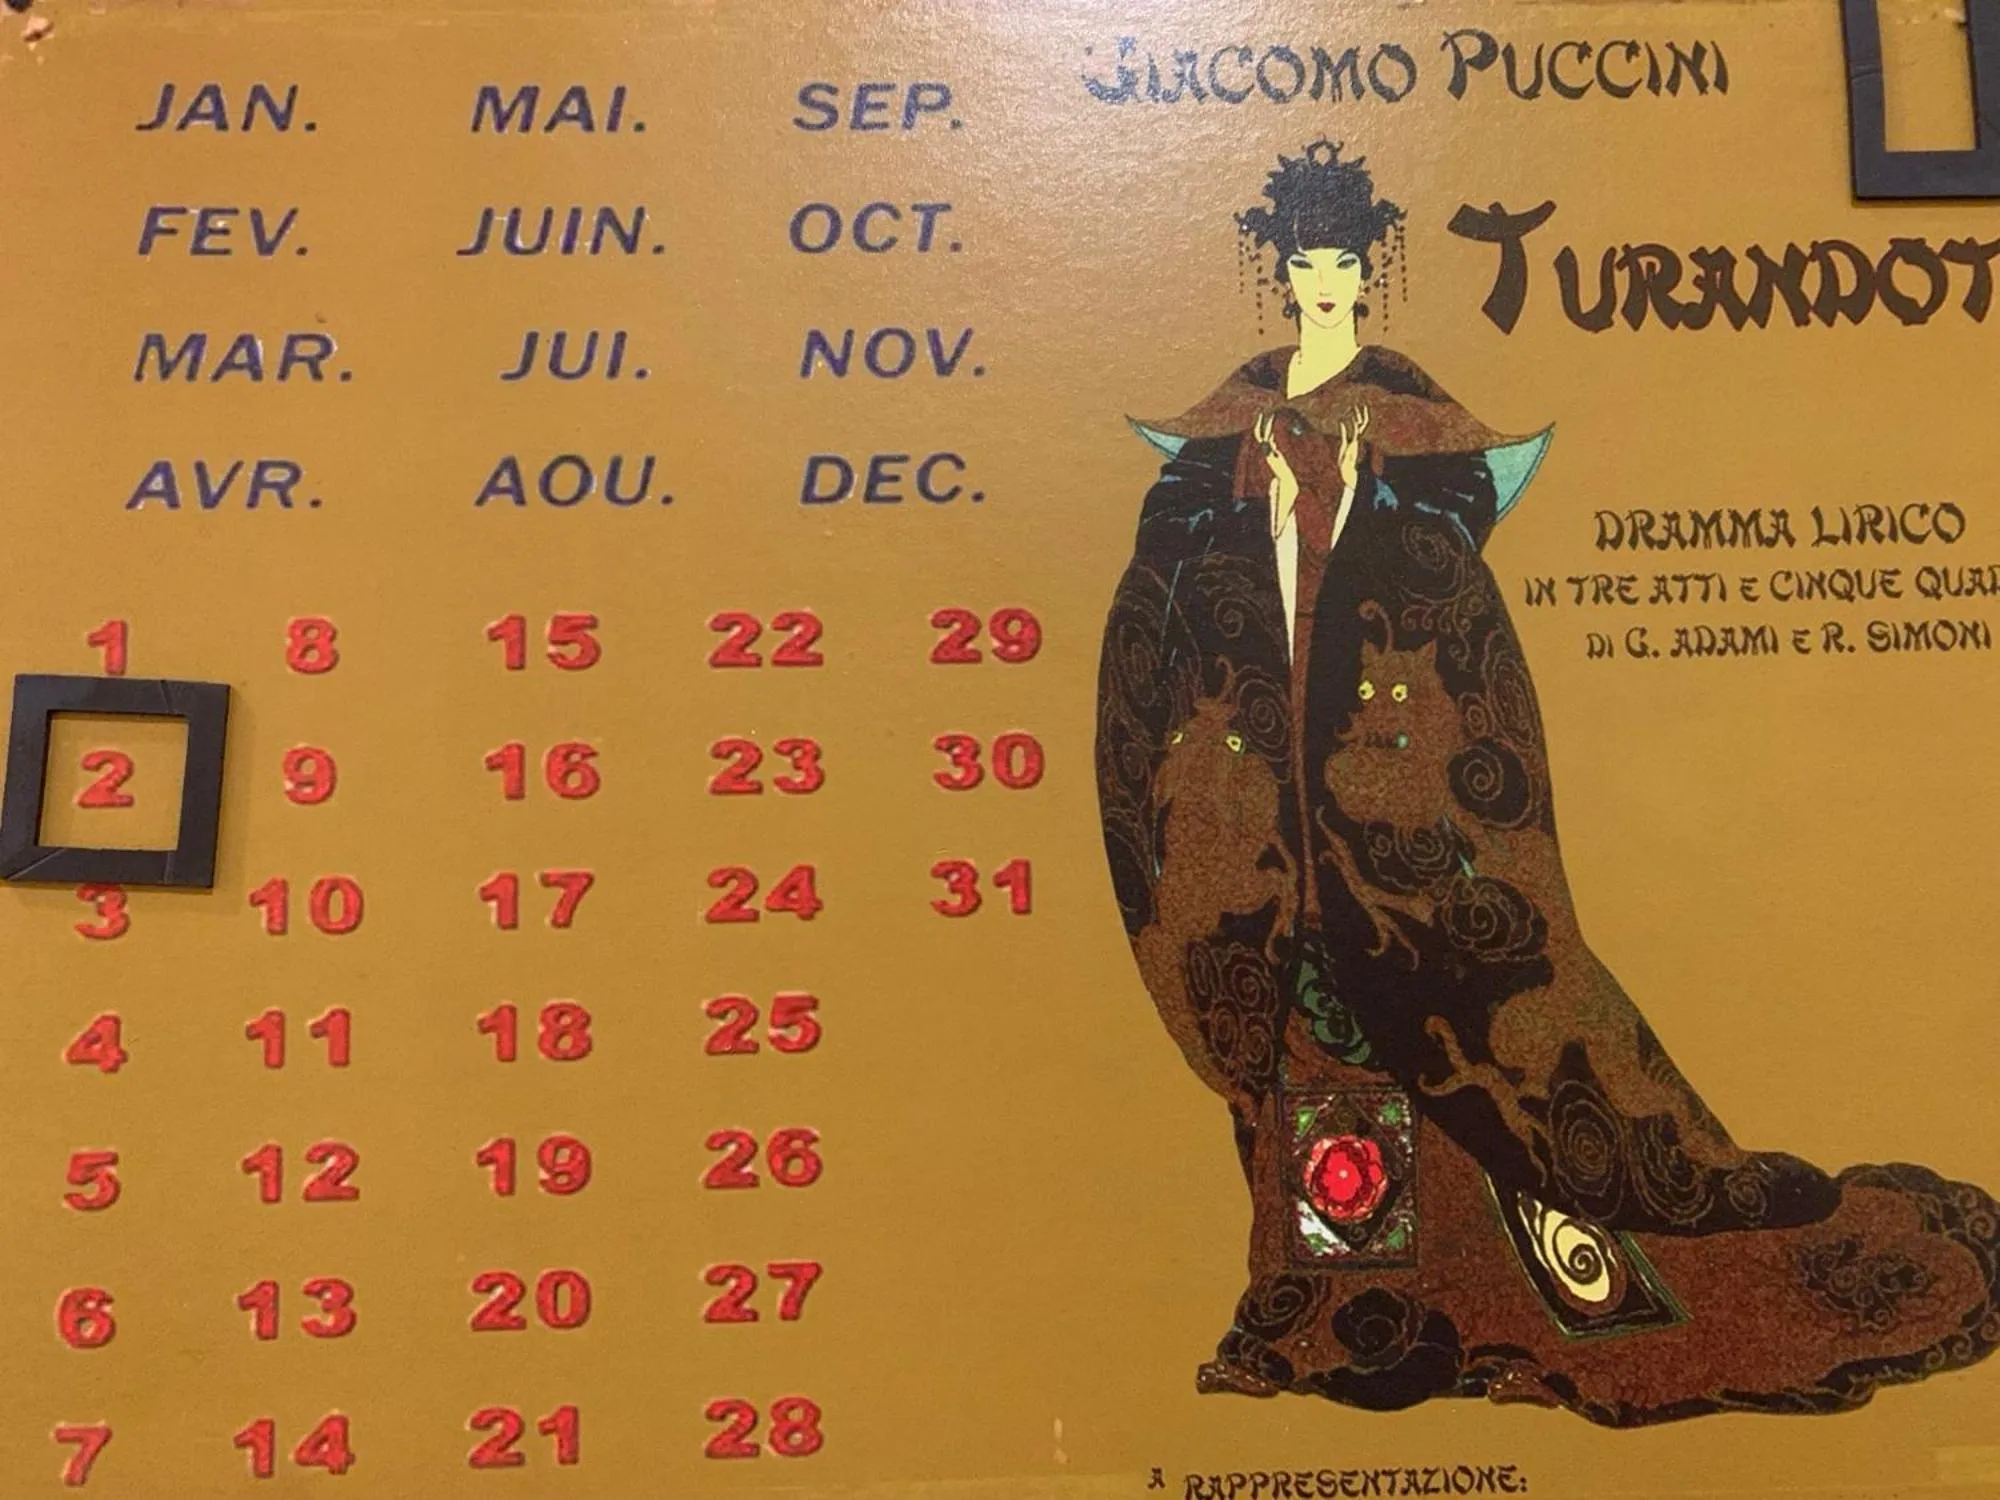 JAN. MAI. SEP.
FEV. JUIN. OCT.
MAR. JUI. NOV.
AVR. AOU. DEC.
1 8 15 22 29
2 9 16 23 30
3 10 17 24 31
4 11 18 25
5 12 19 26
6 13 20 27
7 14 21 28
GIACOMO PUCCINI
TURANDOT
DRAMMA LIRICO
IN TRE ATTI E CINQUE
DI G. ADAMI E R. SIMONI
A RAPPRESENTAZIONE: